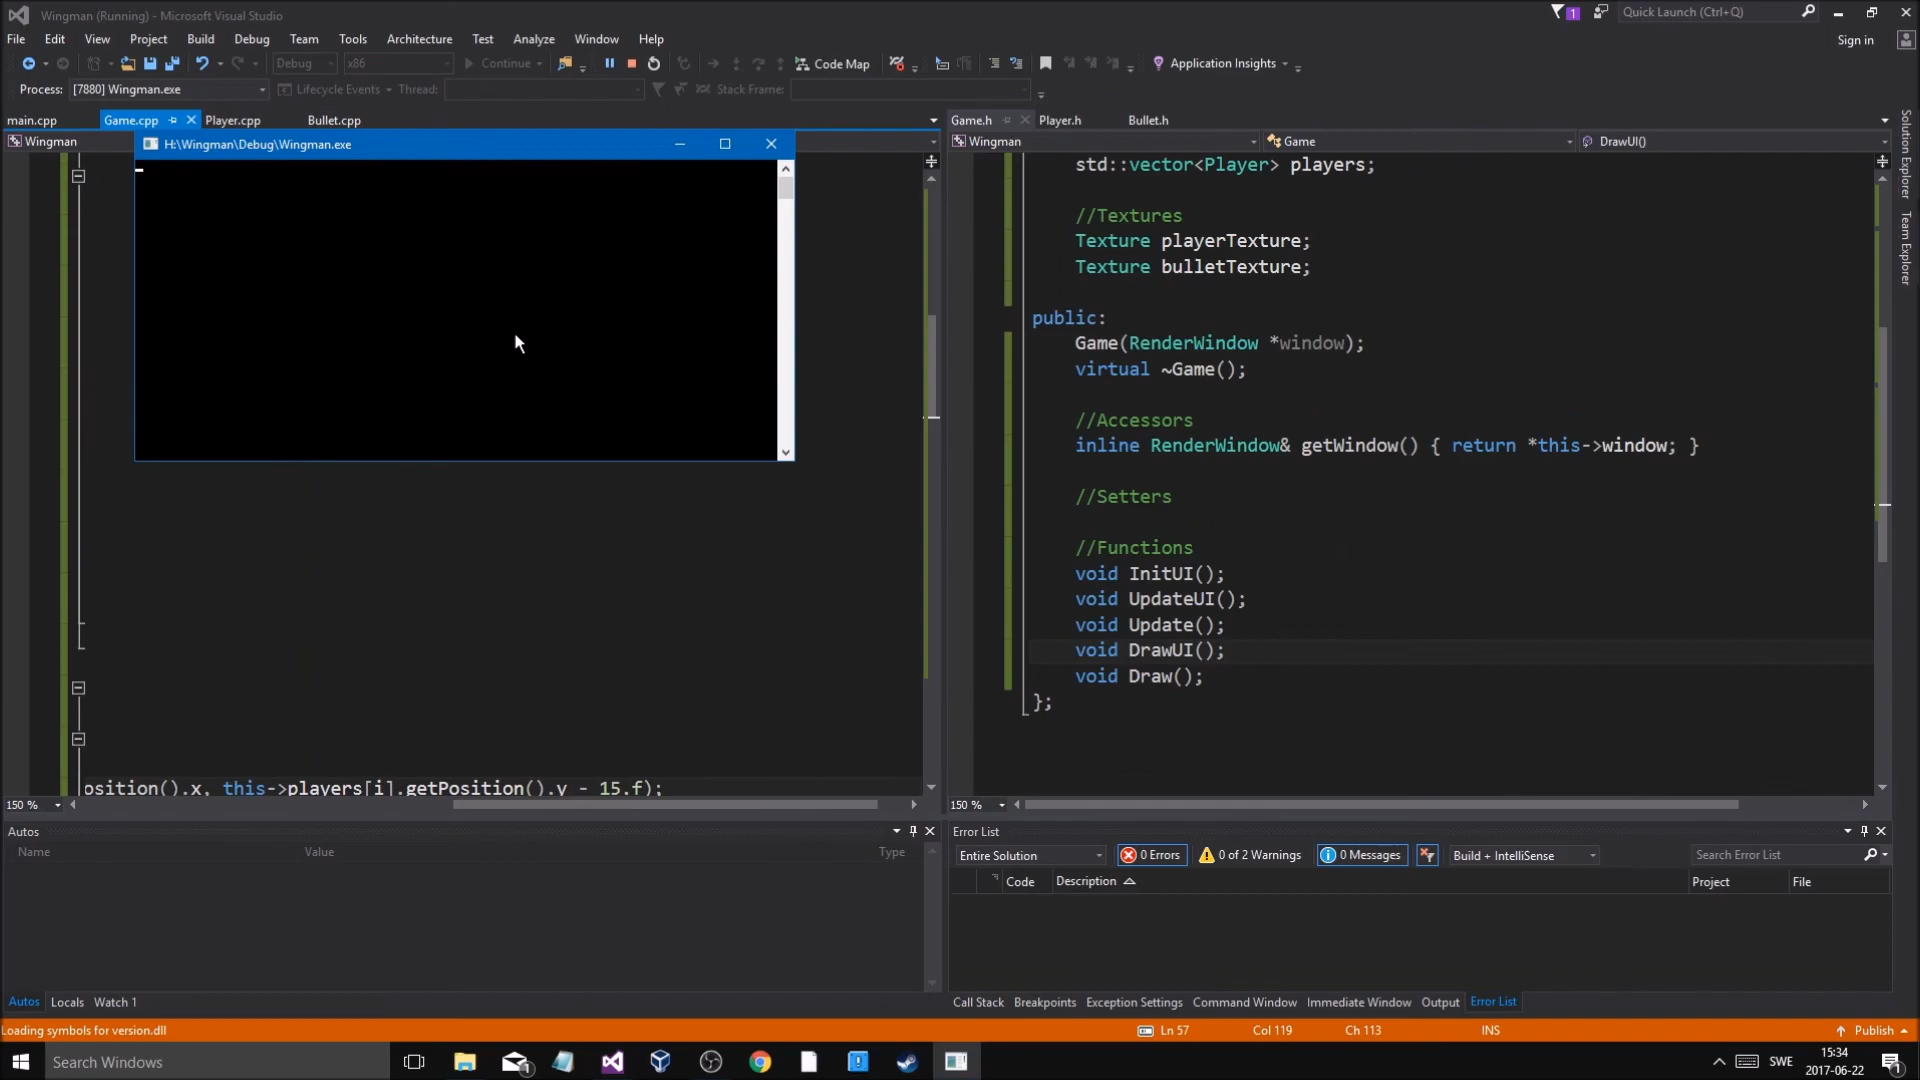 Wingman (Running) - Microsoft Visual Studio
1
Quick Launch (Ctrl+Q)
File Edit View Project Build Debug Team Tools Architecture Test Analyze Window Help
Sign in
Debug x86 Continue Code Map Application Insights
Process: [7880] Wingman.exe Lifecycle Events Thread: Stack Frame:
main.cpp Game.cpp Player.cpp Bullet.cpp
Game.h Player.h Bullet.h
Wingman
Wingman Game DrawUI()
H:\Wingman\Debug\Wingman.exe
std::vector<Player> players;
//Textures
Texture playerTexture;
Texture bulletTexture;
public:
Game(RenderWindow *window);
virtual ~Game();
//Accessors
inline RenderWindow& getWindow() { return *this->window; }
//Setters
//Functions
void InitUI();
void UpdateUI();
void Update();
void DrawUI();
void Draw();
};
osition().x, this->players[i].getPosition().y - 15.f);
150 %
150 %
Solution Explorer
Team Explorer
Autos
Name Value Type
Error List
Entire Solution 0 Errors 0 of 2 Warnings 0 Messages Build + IntelliSense Search Error List
Code Description Project File
Autos Locals Watch 1
Call Stack Breakpoints Exception Settings Command Window Immediate Window Output Error List
Loading symbols for version.dll
Ln 57 Col 119 Ch 113 INS Publish
Search Windows
1
SWE
15:34
2017-06-22
1